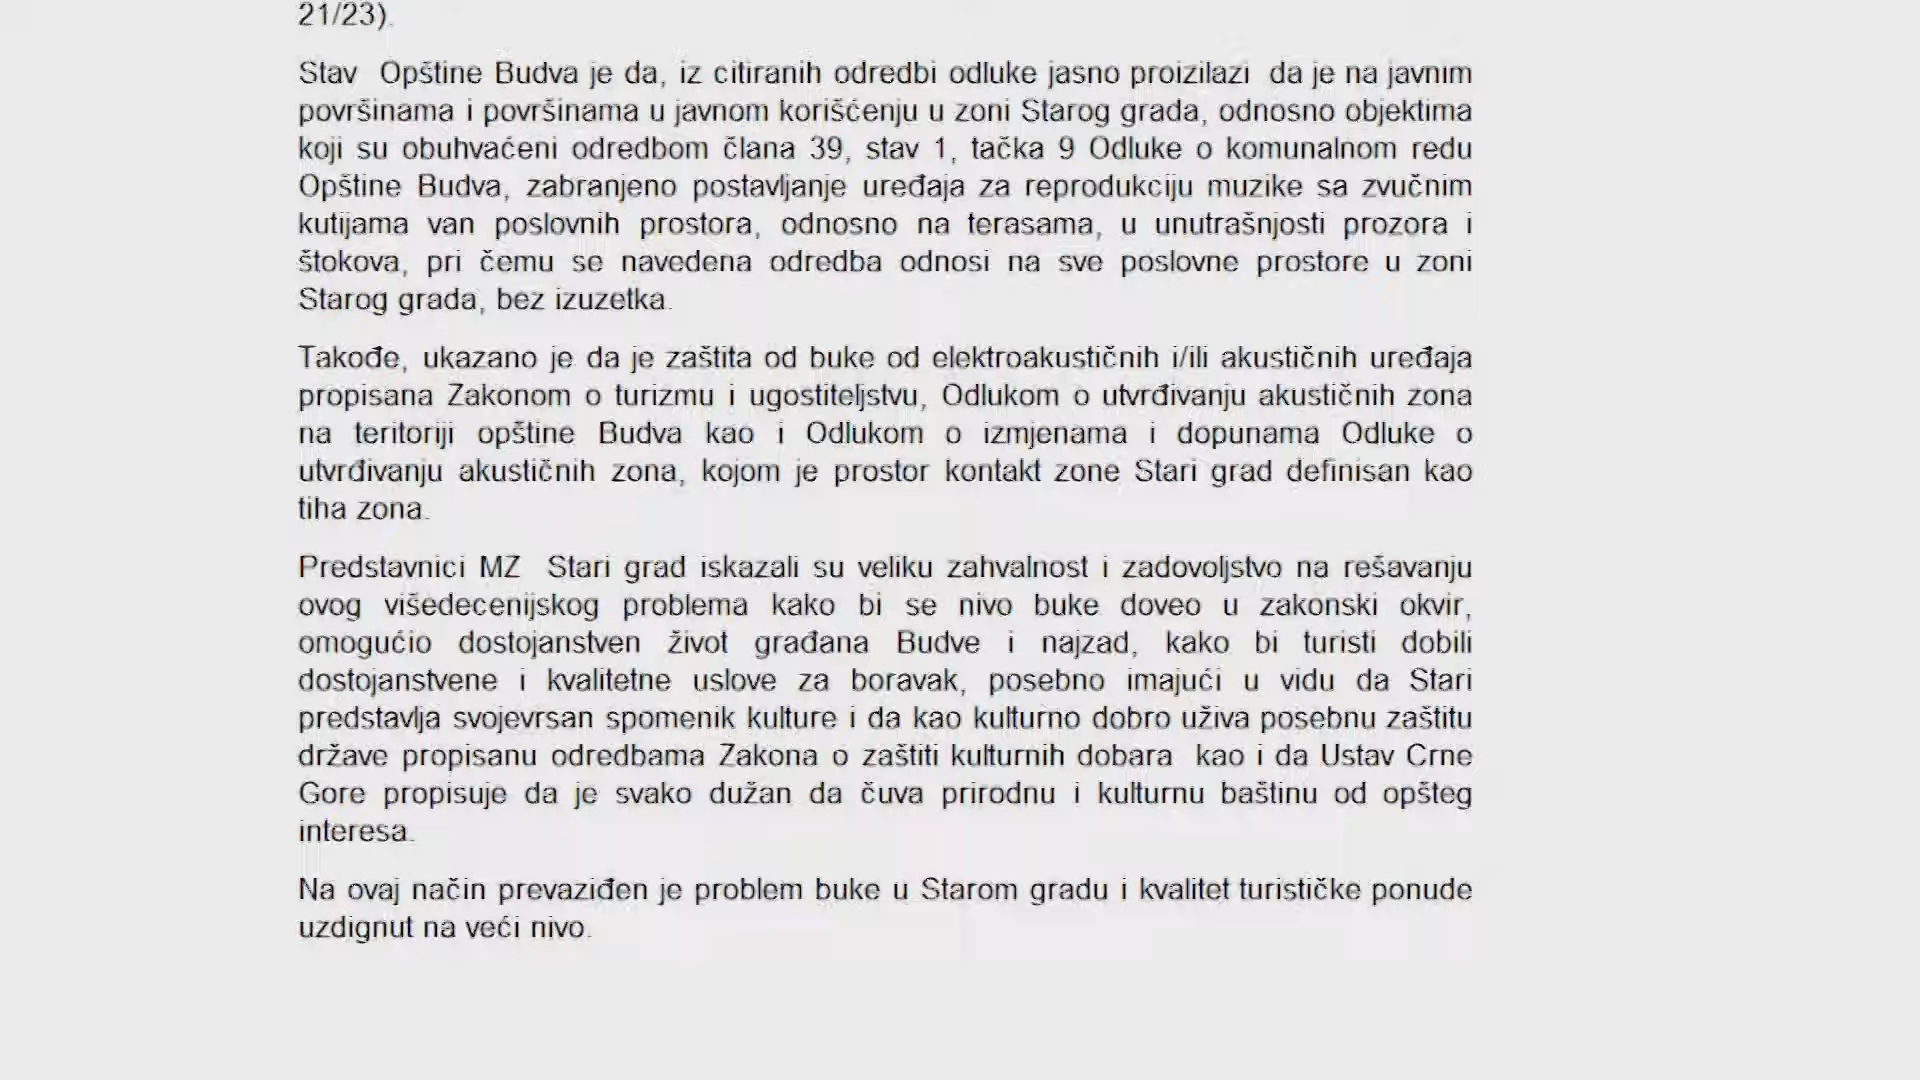 21/23).
Stav Opštine Budva je da, iz citiranih odredbi odluke jasno proizilazi da je na javnim
površinama i površinama u javnom korišćenju u zoni Starog grada, odnosno objektima
koji su obuhvaćeni odredbom člana 39, stav 1, tačka 9 Odluke o komunalnom redu
Opštine Budva, zabranjeno postavljanje uređaja za reprodukciju muzike sa zvučnim
kutijama van poslovnih prostora, odnosno na terasama, u unutrašnjosti prozora i
štokova, pri čemu se navedena odredba odnosi na sve poslovne prostore u zoni
Starog grada, bez izuzetka.
Takođe, ukazano je da je zaštita od buke od elektroakustičnih i/ili akustičnih uređaja
propisana Zakonom o turizmu i ugostiteljstvu, Odlukom o utvrđivanju akustičnih zona
na teritoriji opštine Budva kao i Odlukom o izmjenama i dopunama Odluke o
utvrđivanju akustičnih zona, kojom je prostor kontakt zone Stari grad definisan kao
tiha zona.
Predstavnici MZ Stari grad iskazali su veliku zahvalnost i zadovoljstvo na rešavanju
ovog višedecenijskog problema kako bi se nivo buke doveo u zakonski okvir,
omogućio dostojanstven život građana Budve i najzad, kako bi turisti dobili
dostojanstvene i kvalitetne uslove za boravak, posebno imajući u vidu da Stari
predstavlja svojevrsan spomenik kulture i da kao kulturno dobro uživa posebnu zaštitu
države propisanu odredbama Zakona o zaštiti kulturnih dobara kao i da Ustav Crne
Gore propisuje da je svako dužan da čuva prirodnu i kulturnu baštinu od opšteg
interesa.
Na ovaj način prevaziđen je problem buke u Starom gradu i kvalitet turističke ponude
uzdignut na veći nivo.